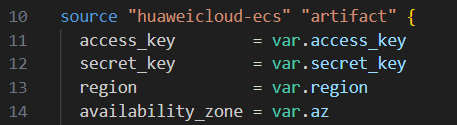 10 source "huaweicloud-ecs" "artifact" {
11   access_key        = var.access_key
12   secret_key        = var.secret_key
13   region            = var.region
14   availability_zone = var.az